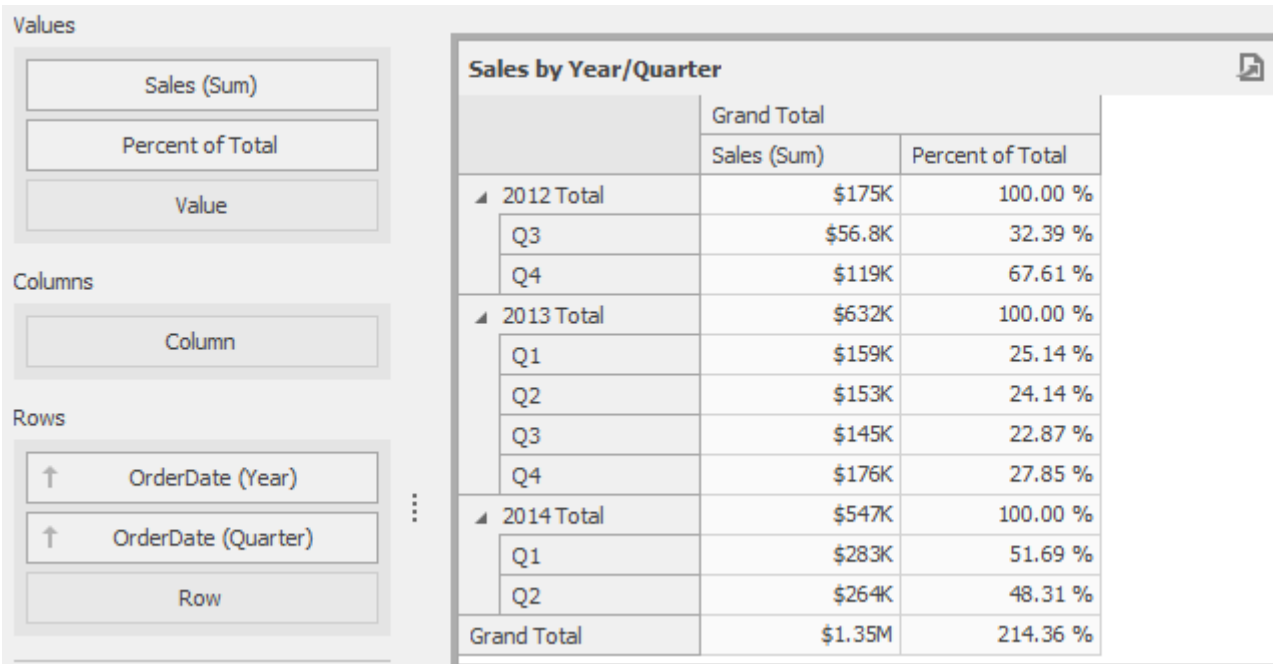 Values
Sales (Sum)
Percent of Total
Value
Columns
Column
Rows
OrderDate (Year)
OrderDate (Quarter)
Row
Sales by Year/Quarter
Grand Total
Sales (Sum) Percent of Total
2012 Total $175K 100.00 %
Q3 $56.8K 32.39 %
Q4 $119K 67.61 %
2013 Total $632K 100.00 %
Q1 $159K 25.14 %
Q2 $153K 24.14 %
Q3 $145K 22.87 %
Q4 $176K 27.85 %
2014 Total $547K 100.00 %
Q1 $283K 51.69 %
Q2 $264K 48.31 %
Grand Total $1.35M 214.36 %